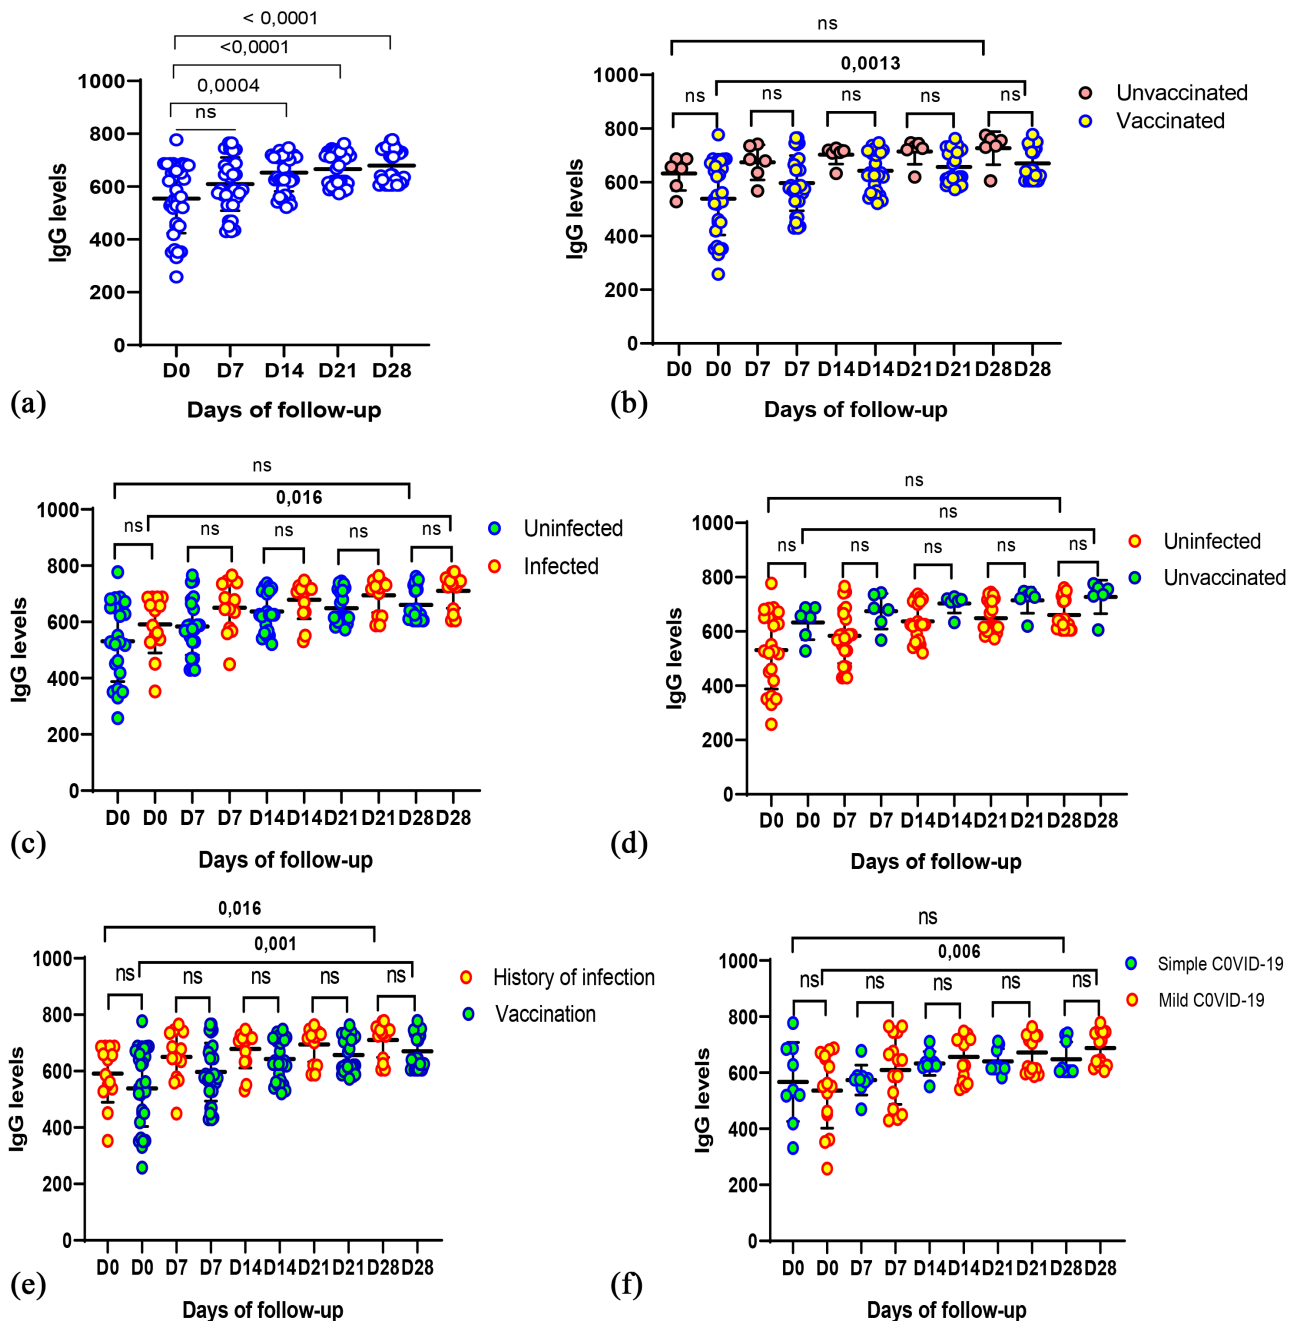 < 0,0001
<0,0001
0,0004
ns
1000
800
600
400
200
0
IgG levels
D0 D7 D14 D21 D28
Days of follow-up
(a)
ns
0,0013
ns ns ns ns ns
1000
800
600
400
200
0
IgG levels
D0 D0 D7 D7 D14 D14 D21 D21 D28 D28
Days of follow-up
Unvaccinated
Vaccinated
(b)
ns
0,016
ns ns ns ns ns
1000
800
600
400
200
0
IgG levels
D0 D0 D7 D7 D14 D14 D21 D21 D28 D28
Days of follow-up
Uninfected
Infected
(c)
ns
ns
ns ns ns ns ns
1000
800
600
400
200
0
IgG levels
D0 D0 D7 D7 D14 D14 D21 D21 D28 D28
Days of follow-up
Uninfected
Unvaccinated
(d)
0,016
0,001
ns ns ns ns ns
1000
800
600
400
200
0
IgG levels
D0 D0 D7 D7 D14 D14 D21 D21 D28 D28
Days of follow-up
History of infection
Vaccination
(e)
ns
0,006
ns ns ns ns ns
1000
800
600
400
200
0
IgG levels
D0 D0 D7 D7 D14 D14 D21 D21 D28 D28
Days of follow-up
Simple C0VID-19
Mild C0VID-19
(f)